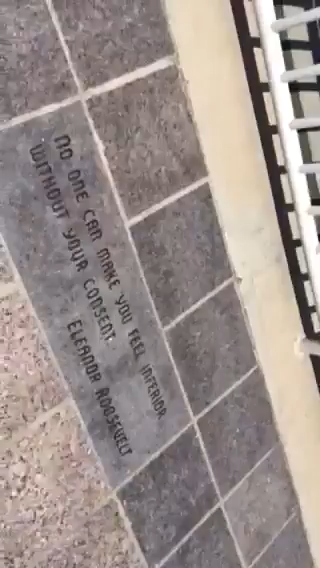 NO ONE CAN MAKE YOU FEEL INFERIOR
WITHOUT YOUR CONSENT.
ELEANOR ROOSEVELT